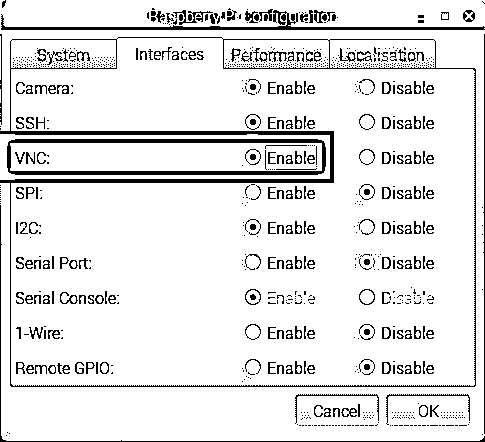 Raspberry Pi Configuration
System Interfaces Performance Localisation
Camera: Enable Disable
SSH: Enable Disable
VNC: Enable Disable
SPI: Enable Disable
I2C: Enable Disable
Serial Port: Enable Disable
Serial Console: Enable Disable
1-Wire: Enable Disable
Remote GPIO: Enable Disable
Cancel OK